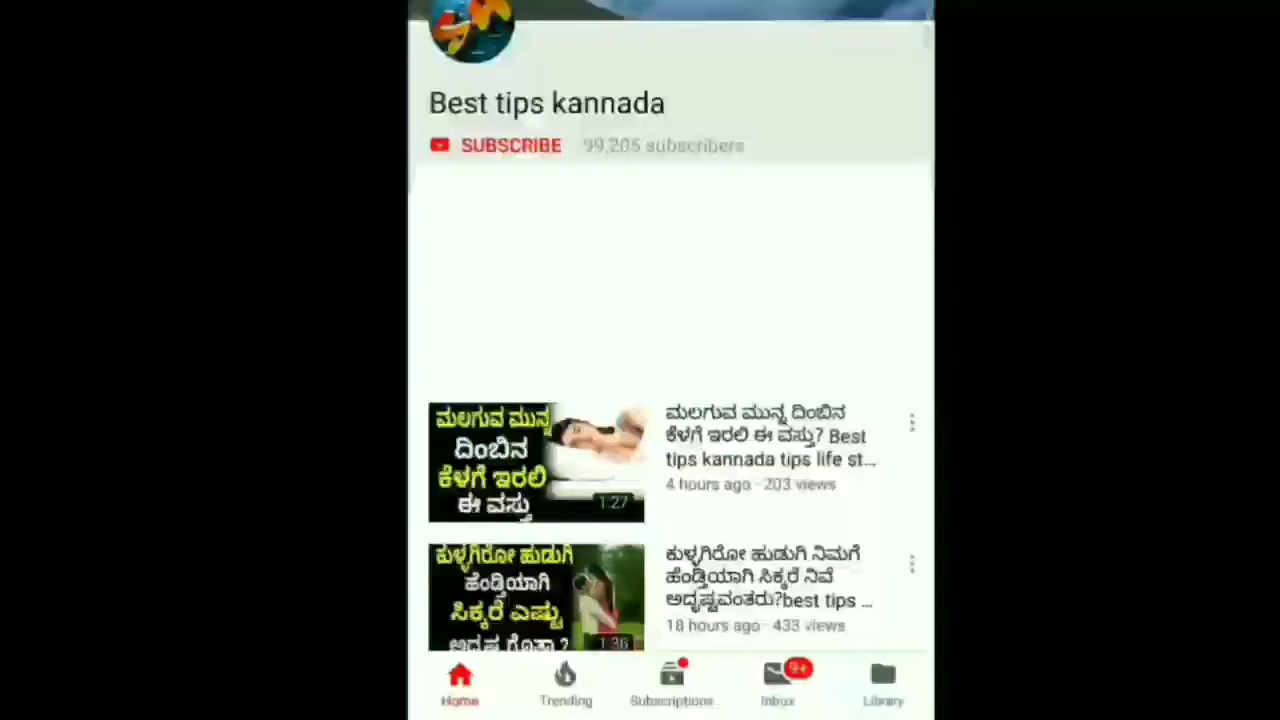 Best tips kannada
SUBSCRIBE 99,205 subscribers
ಮಲಗುವ ಮುನ್ನ
ದಿಂಬಿನ
ಕೆಳಗೆ ಇರಲಿ
ಈ ವಸ್ತು
1:27
ಮಲಗುವ ಮುನ್ನ ದಿಂಬಿನ
ಕೆಳಗೆ ಇರಲಿ ಈ ವಸ್ತು? Best
tips kannada tips life st...
4 hours ago · 203 views
ಕುಳ್ಳಗಿರೋ ಹುಡುಗಿ
ಹೆಂಡ್ತಿಯಾಗಿ
ಸಿಕ್ಕರೆ ಎಷ್ಟು
ಅದೃಷ್ಟ ಗೊತ್ತಾ?
1:36
ಕುಳ್ಳಗಿರೋ ಹುಡುಗಿ ನಿಮಗೆ
ಹೆಂಡ್ತಿಯಾಗಿ ಸಿಕ್ಕರೆ ನಿವೆ
ಅದೃಷ್ಟವಂತರು?best tips ...
18 hours ago · 433 views
9+
Home Trending Subscriptions Inbox Library